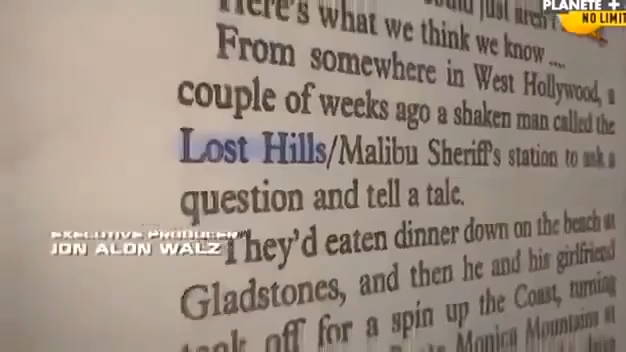 PLANETE +
NO LIMIT
Here's what we think we know ....
From somewhere in West Hollywood, a
couple of weeks ago a shaken man called the
Lost Hills/Malibu Sheriff's station to ask a
question and tell a tale.
They'd eaten dinner down on the beach at
Gladstones, and then he and his girlfriend
took off for a spin up the Coast, turning
Monica Mountains
EXECUTIVE PRODUCER
JON ALON WALZ